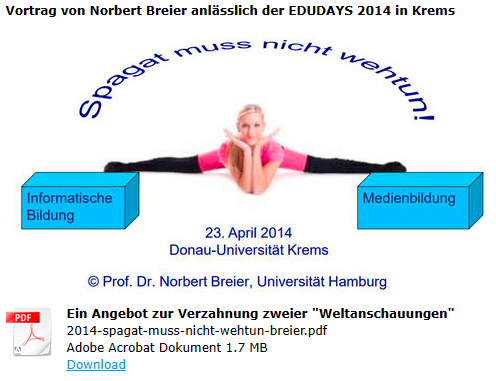 Vortrag von Norbert Breier anlässlich der EDUDAYS 2014 in Krems
Spagat muss nicht wehtun!
Informatische
Bildung
Medienbildung
23. April 2014
Donau-Universität Krems
© Prof. Dr. Norbert Breier, Universität Hamburg
PDF
Adobe
Ein Angebot zur Verzahnung zweier "Weltanschauungen"
2014-spagat-muss-nicht-wehtun-breier.pdf
Adobe Acrobat Dokument 1.7 MB
Download